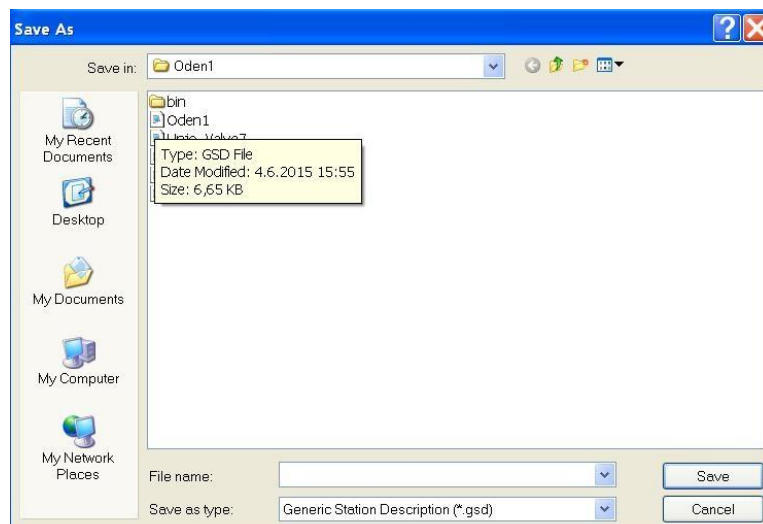 Save As
Save in:
Oden1
My Recent
Documents
Desktop
My Documents
My Computer
My Network
Places
bin
Oden1
Type: GSD File
Date Modified: 4.6.2015 15:55
Size: 6,65 KB
File name:
Save
Save as type:
Generic Station Description (*.gsd)
Cancel